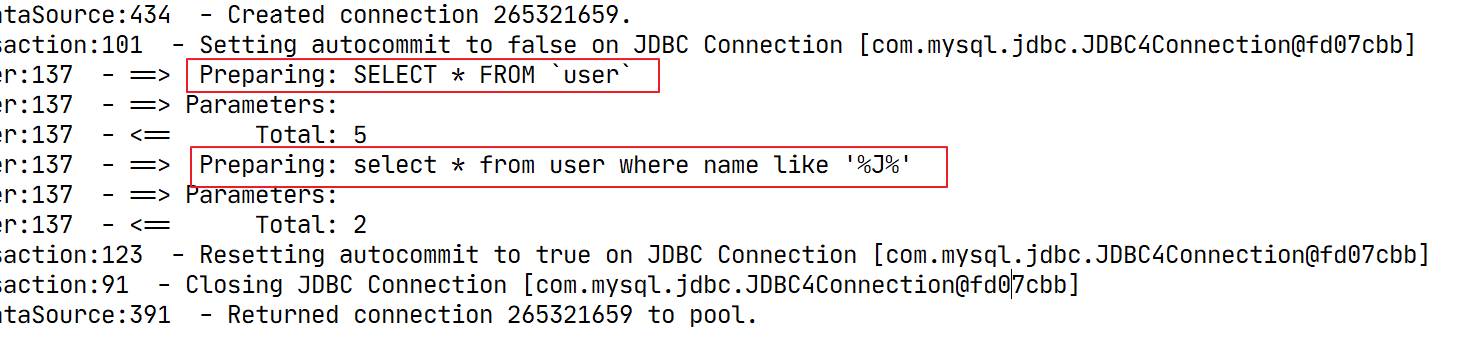 ataSource:434  - Created connection 265321659.
saction:101  - Setting autocommit to false on JDBC Connection [com.mysql.jdbc.JDBC4Connection@fd07cbb]
er:137  - ==>  Preparing: SELECT * FROM `user`
er:137  - ==> Parameters:
er:137  - <==      Total: 5
er:137  - ==>  Preparing: select * from user where name like '%J%'
er:137  - ==> Parameters:
er:137  - <==      Total: 2
saction:123  - Resetting autocommit to true on JDBC Connection [com.mysql.jdbc.JDBC4Connection@fd07cbb]
saction:91  - Closing JDBC Connection [com.mysql.jdbc.JDBC4Connection@fd07cbb]
ataSource:391  - Returned connection 265321659 to pool.